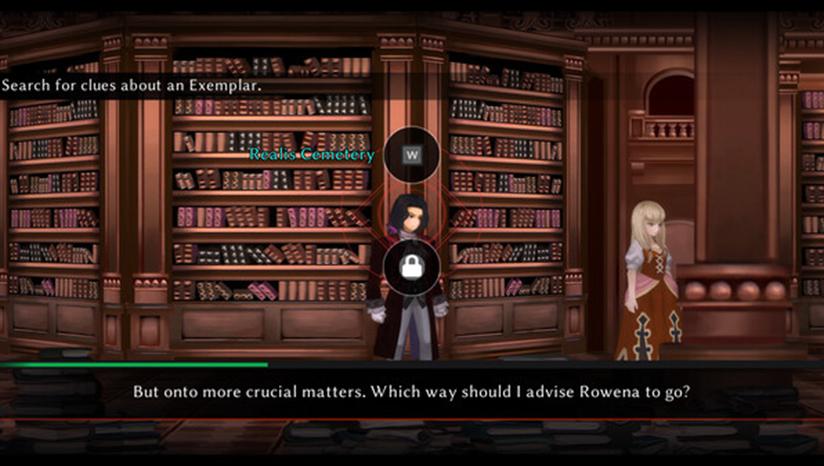 Search for clues about an Exemplar.
Realis Cemetery
W
But onto more crucial matters. Which way should I advise Rowena to go?